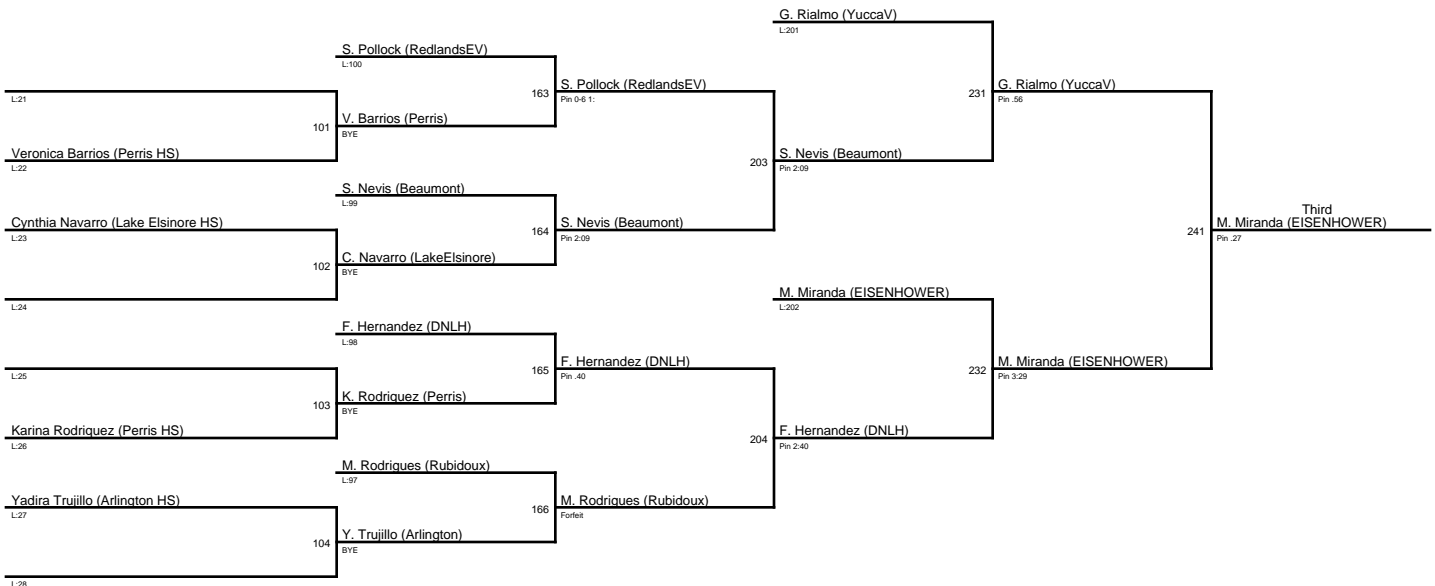 G. Rialmo (YuccaV)
L:201
S. Pollock (RedlandsEV)
L:100
163
S. Pollock (RedlandsEV)
Pin 0-6 1:
231
G. Rialmo (YuccaV)
Pin .56
L:21
101
V. Barrios (Perris)
BYE
Veronica Barrios (Perris HS)
L:22
203
S. Nevis (Beaumont)
Pin 2:09
S. Nevis (Beaumont)
L:99
Cynthia Navarro (Lake Elsinore HS)
L:23
164
S. Nevis (Beaumont)
Pin 2:09
241
Third
M. Miranda (EISENHOWER)
Pin .27
102
C. Navarro (LakeElsinore)
BYE
L:24
M. Miranda (EISENHOWER)
L:202
F. Hernandez (DNLH)
L:98
L:25
165
F. Hernandez (DNLH)
Pin .40
232
M. Miranda (EISENHOWER)
Pin 3:29
103
K. Rodriquez (Perris)
BYE
Karina Rodriquez (Perris HS)
L:26
204
F. Hernandez (DNLH)
Pin 2:40
M. Rodrigues (Rubidoux)
L:97
Yadira Trujillo (Arlington HS)
L:27
166
M. Rodrigues (Rubidoux)
Forfeit
104
Y. Trujillo (Arlington)
BYE
L:28